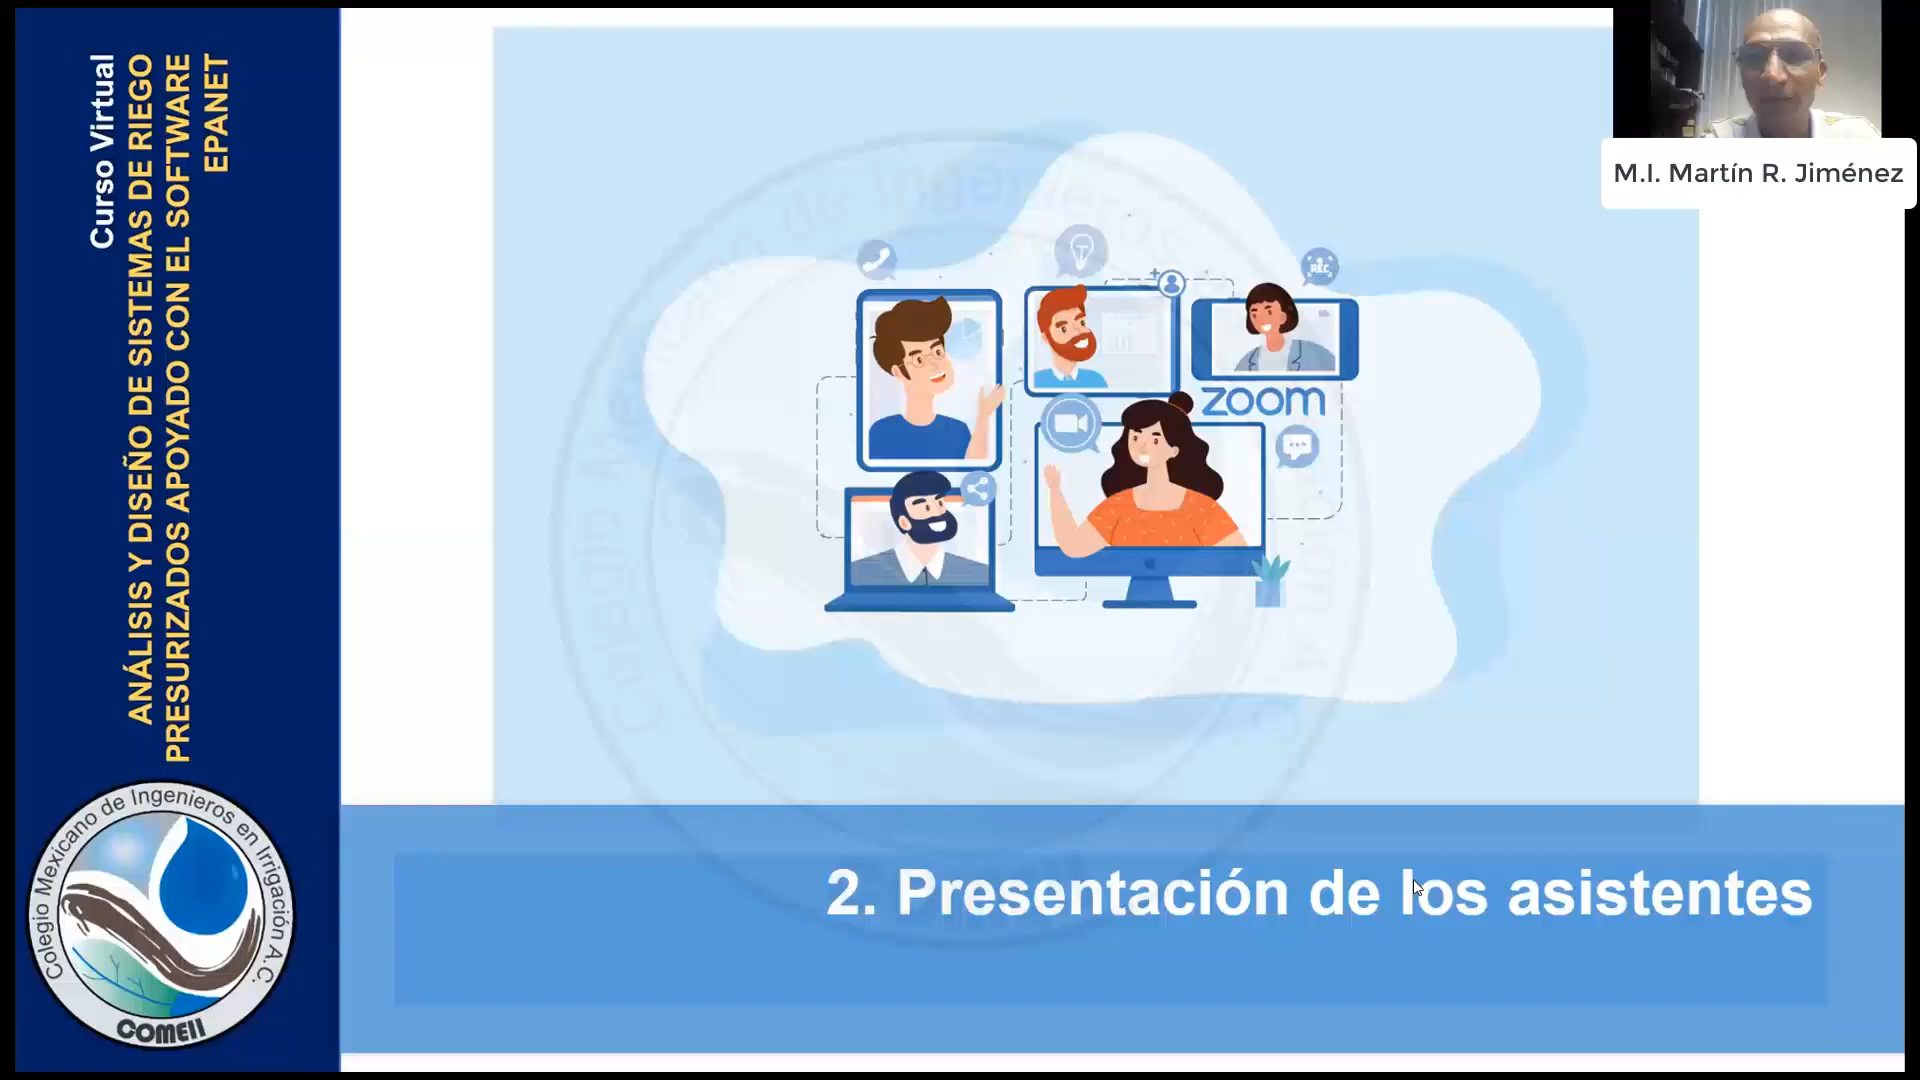 Curso Virtual
ANÁLISIS Y DISEÑO DE SISTEMAS DE RIEGO
PRESURIZADOS APOYADO CON EL SOFTWARE
EPANET
Colegio Mexicano de Ingenieros en Irrigación A.C.
COMEII
M.I. Martín R. Jiménez
REC
zoom
2. Presentación de los asistentes